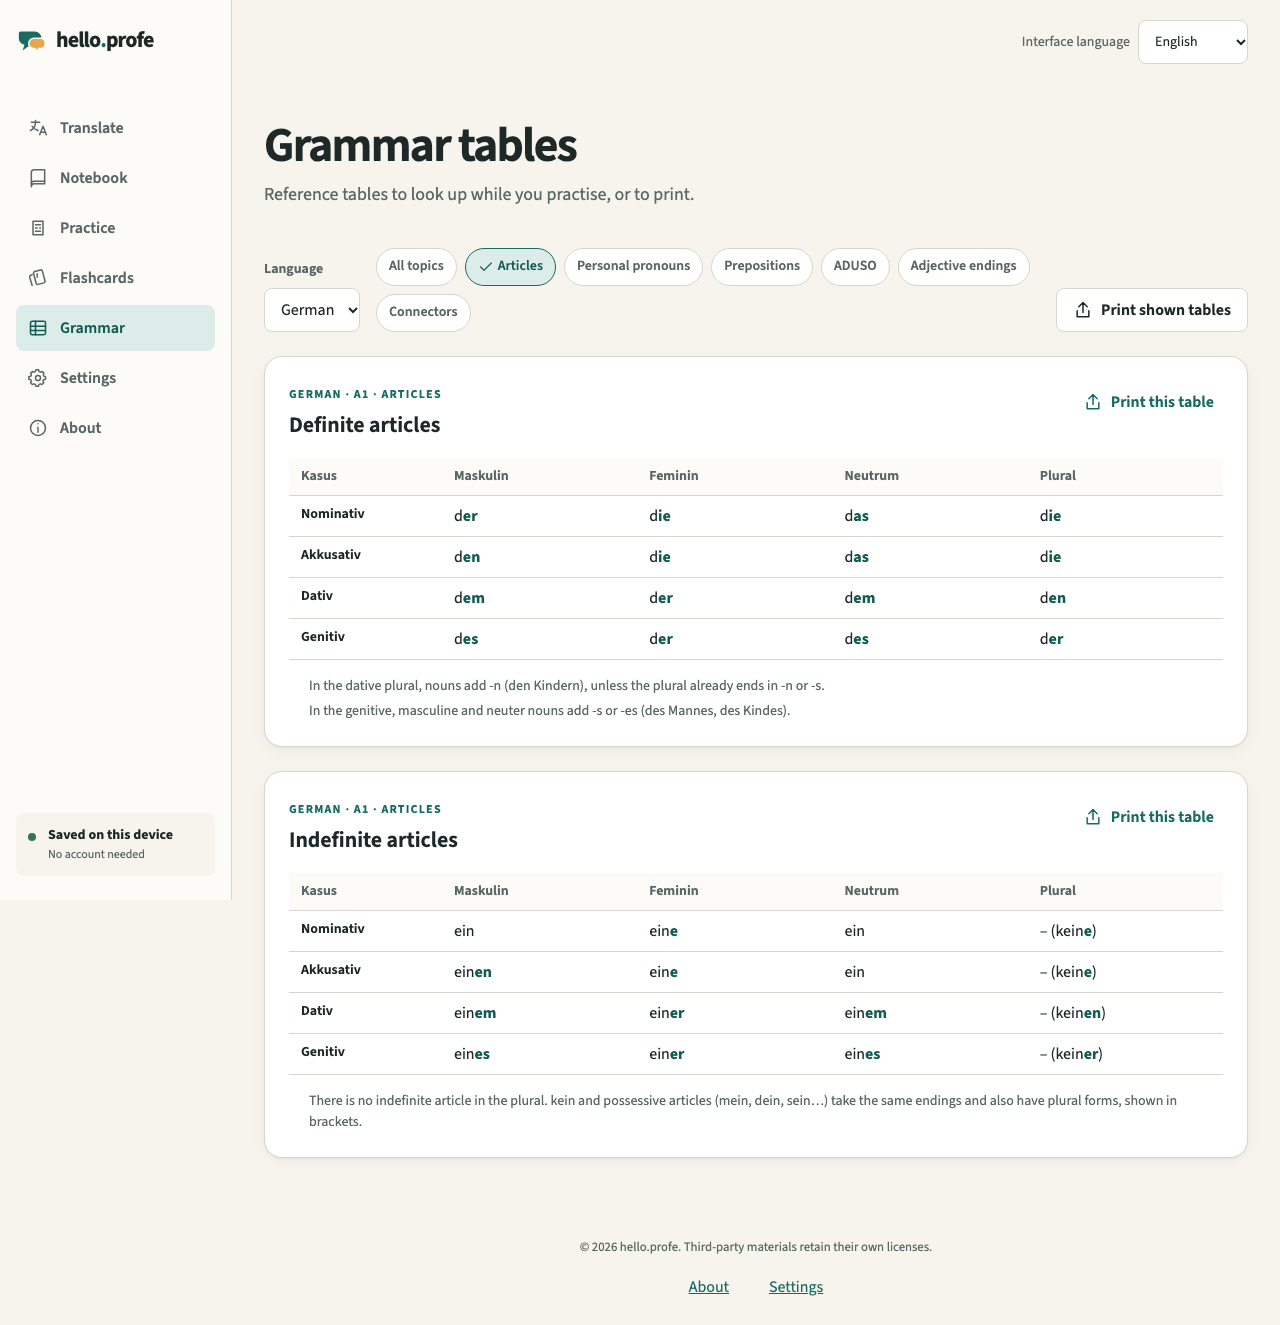 hello.profe
Interface language
English
Translate
Notebook
Practice
Flashcards
Grammar
Settings
About
Saved on this device
No account needed
Grammar tables
Reference tables to look up while you practise, or to print.
Language
German
All topics
Articles
Personal pronouns
Prepositions
ADUSO
Adjective endings
Connectors
Print shown tables
GERMAN · A1 · ARTICLES
Print this table
Definite articles
Kasus Maskulin Feminin Neutrum Plural
Nominativ der die das die
Akkusativ den die das die
Dativ dem der dem den
Genitiv des der des der
In the dative plural, nouns add -n (den Kindern), unless the plural already ends in -n or -s.
In the genitive, masculine and neuter nouns add -s or -es (des Mannes, des Kindes).
GERMAN · A1 · ARTICLES
Print this table
Indefinite articles
Kasus Maskulin Feminin Neutrum Plural
Nominativ ein eine ein – (keine)
Akkusativ einen eine ein – (keine)
Dativ einem einer einem – (keinen)
Genitiv eines einer eines – (keiner)
There is no indefinite article in the plural. kein and possessive articles (mein, dein, sein…) take the same endings and also have plural forms, shown in
brackets.
© 2026 hello.profe. Third-party materials retain their own licenses.
About Settings